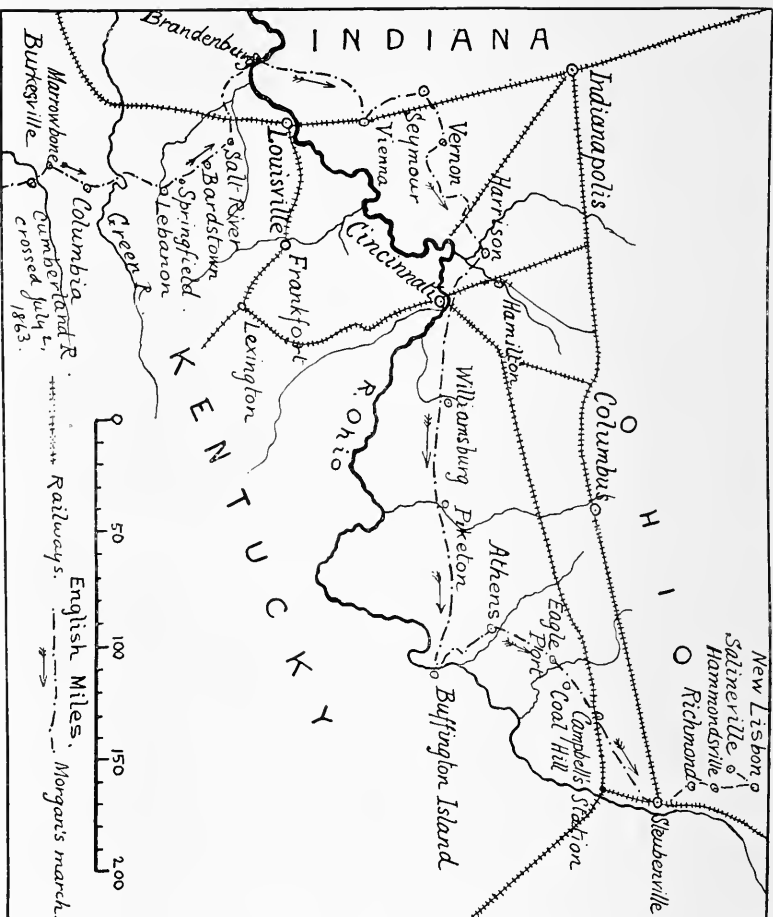 INDIANA
OHIO
KENTUCKY
Brandenburg
Burkesville
Marrowbone
Columbia
Cumberland R.
crossed July 2,
1863.
Green R.
Lebanon
Springfield
Bardstown
Salt River
Louisville
Frankfort
Lexington
Vienna
Seymour
Vernon
Indianapolis
Harrison
Cincinnati
Hamilton
R. Ohio
Williamsburg
Piketon
Columbus
Athens
Eagle
Port
Coal Hill
Campbell's
Station
Buffington Island
Steubenville
Richmond
Hammondsville
Salineville
New Lisbon
English Miles.
0 50 100 150 200
Railways.
Morgan's march.